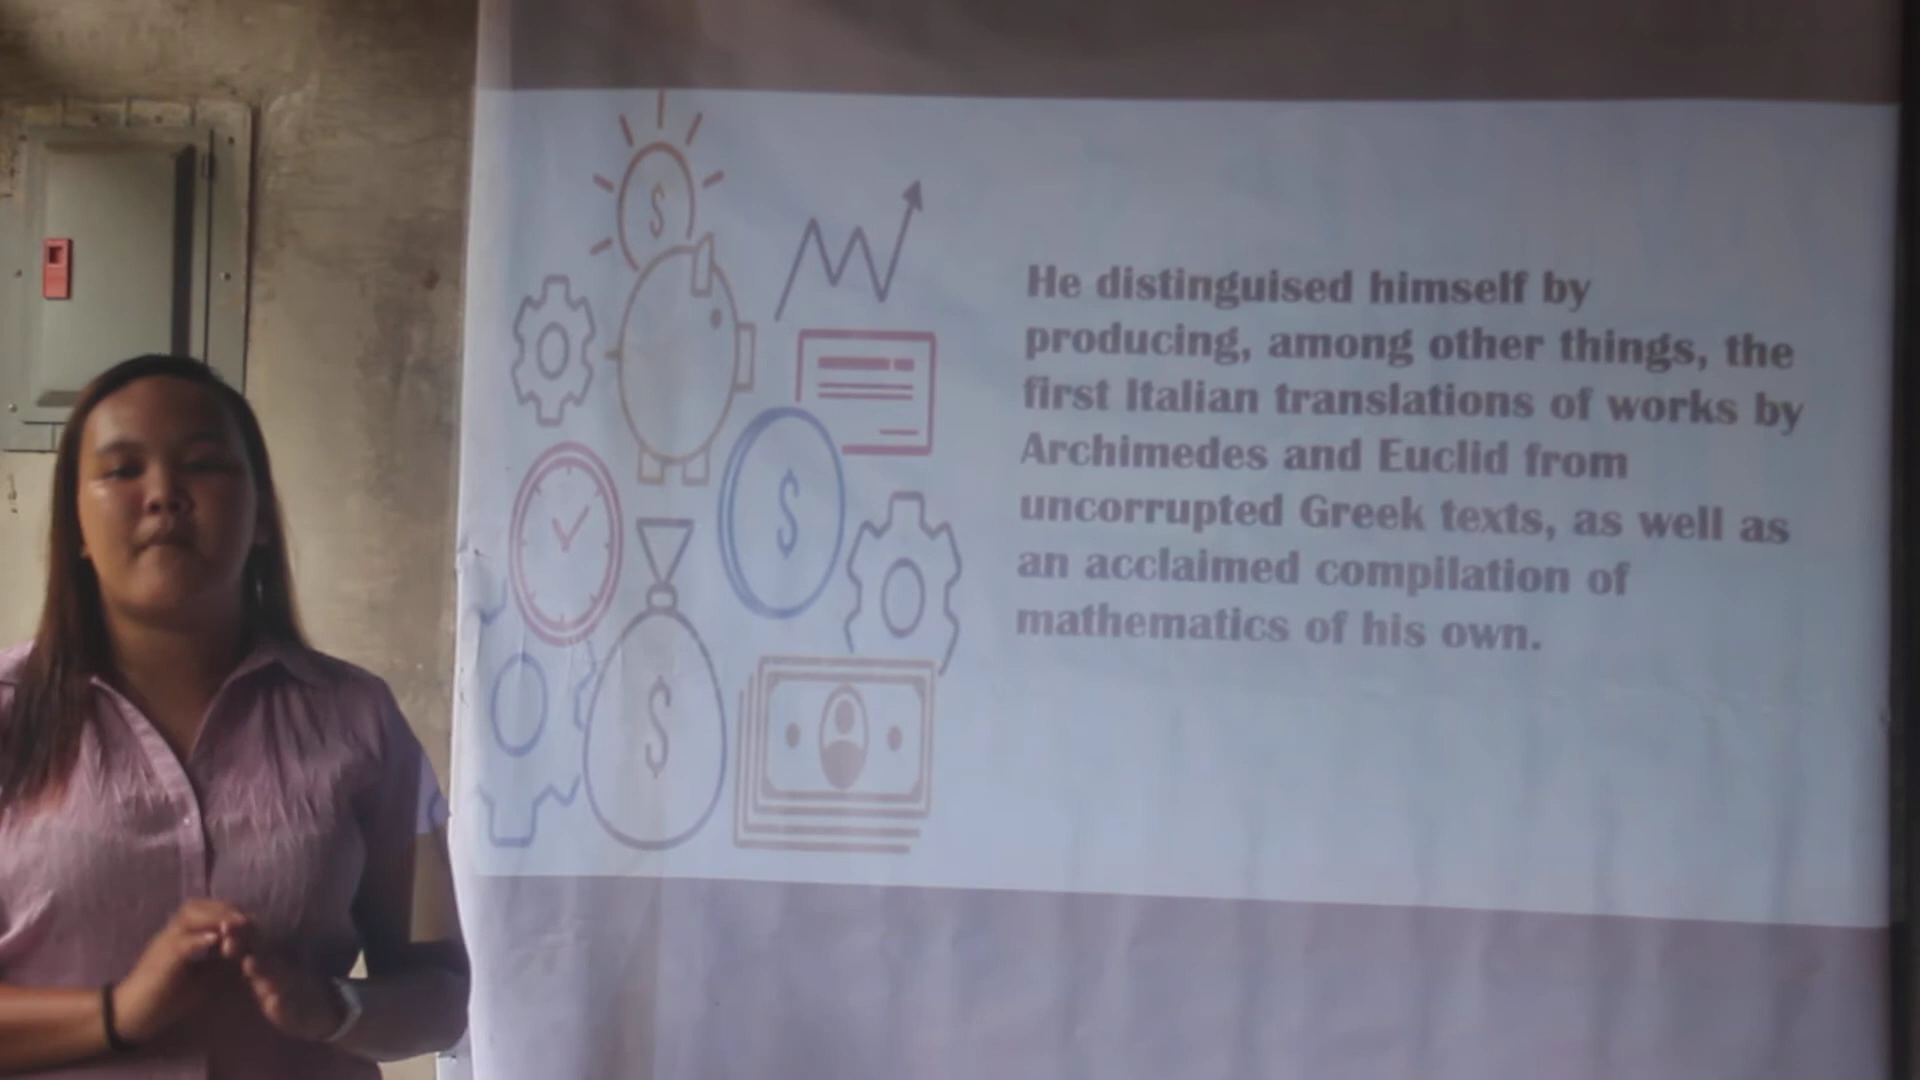 He distinguised himself by
producing, among other things, the
first Italian translations of works by
Archimedes and Euclid from
uncorrupted Greek texts, as well as
an acclaimed compilation of
mathematics of his own.
$
$
$